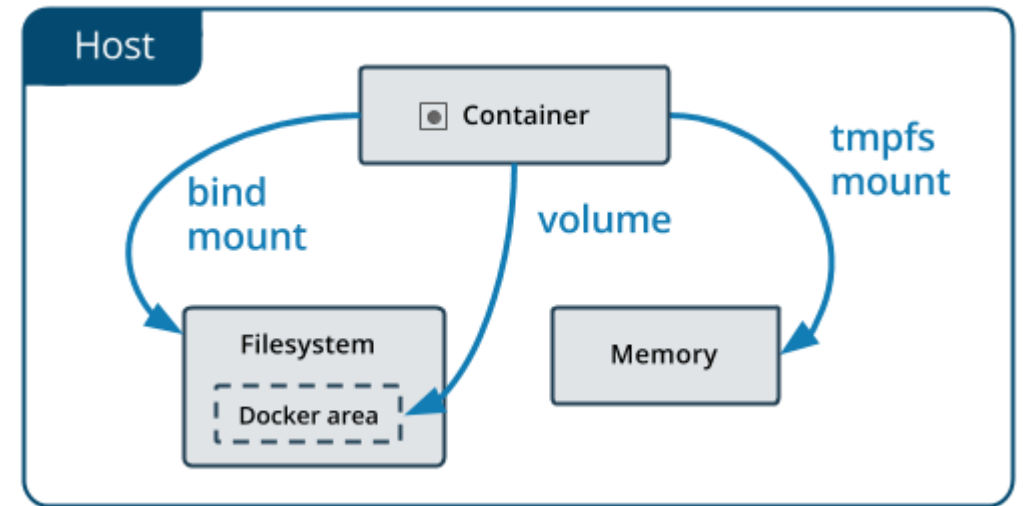 Host
Container
bind
mount
volume
tmpfs
mount
Filesystem
Docker area
Memory